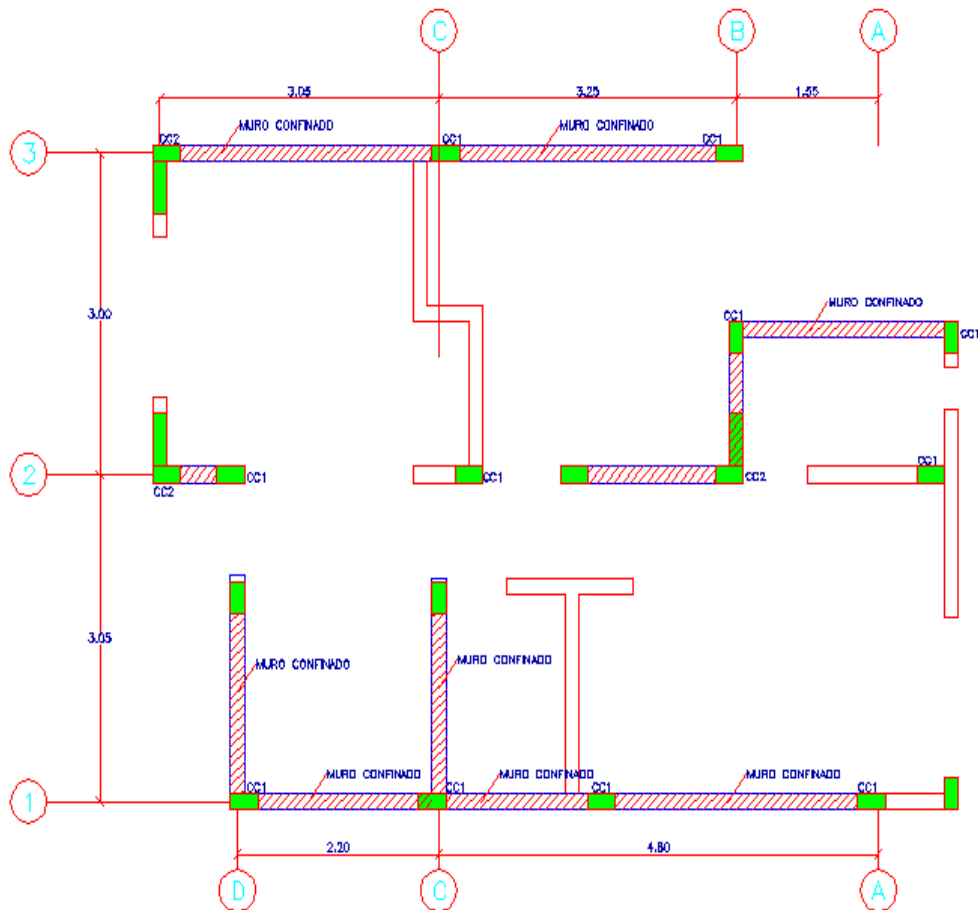 C B A
3.05 3.25 1.55
MURO CONFINADO MURO CONFINADO
CC2 CC1 CC1
3
MURO CONFINADO
3.00 CC1 CC1
CC1
2 CC1 CC1 CC2
CC2
3.05 MURO CONFINADO MURO CONFINADO
MURO CONFINADO MURO CONFINADO MURO CONFINADO
CC1 CC1 CC1 CC1
1
2.20 4.80
D C A